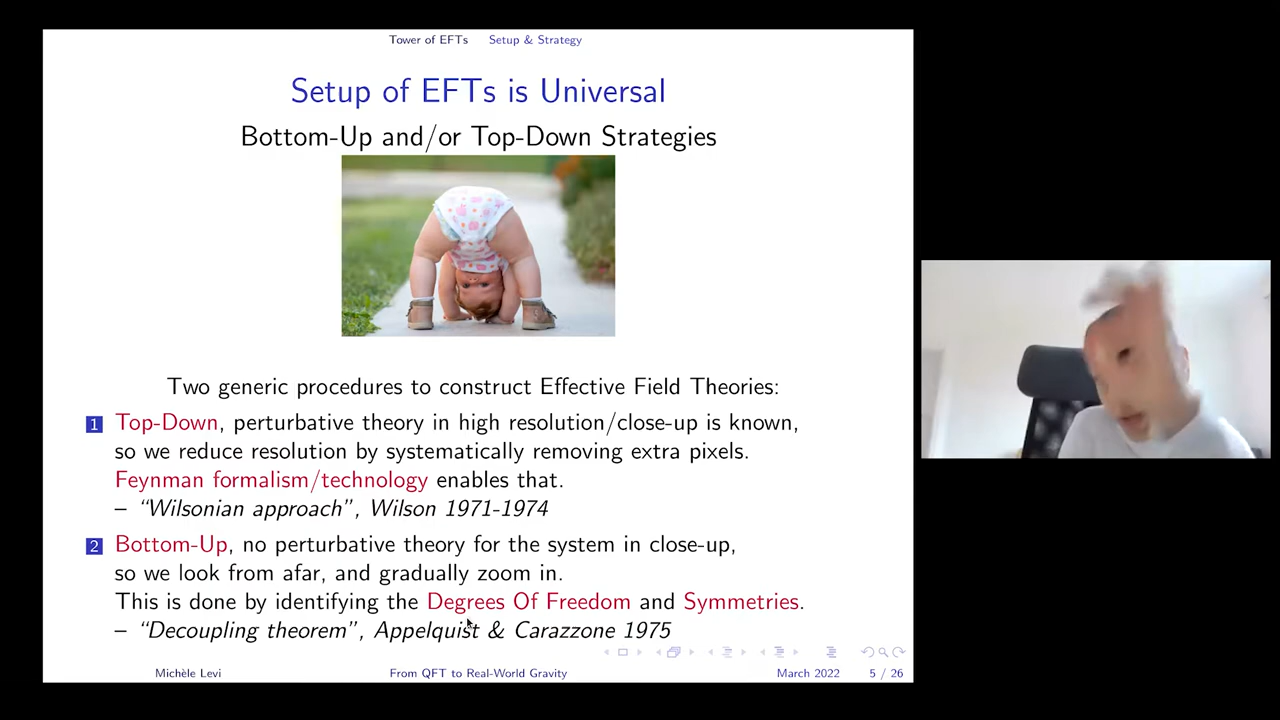 Tower of EFTs Setup & Strategy
Setup of EFTs is Universal
Bottom-Up and/or Top-Down Strategies
Two generic procedures to construct Effective Field Theories:
1 Top-Down, perturbative theory in high resolution/close-up is known,
so we reduce resolution by systematically removing extra pixels.
Feynman formalism/technology enables that.
– “Wilsonian approach”, Wilson 1971-1974
2 Bottom-Up, no perturbative theory for the system in close-up,
so we look from afar, and gradually zoom in.
This is done by identifying the Degrees Of Freedom and Symmetries.
– “Decoupling theorem”, Appelquist & Carazzone 1975
Michèle Levi From QFT to Real-World Gravity March 2022 5 / 26